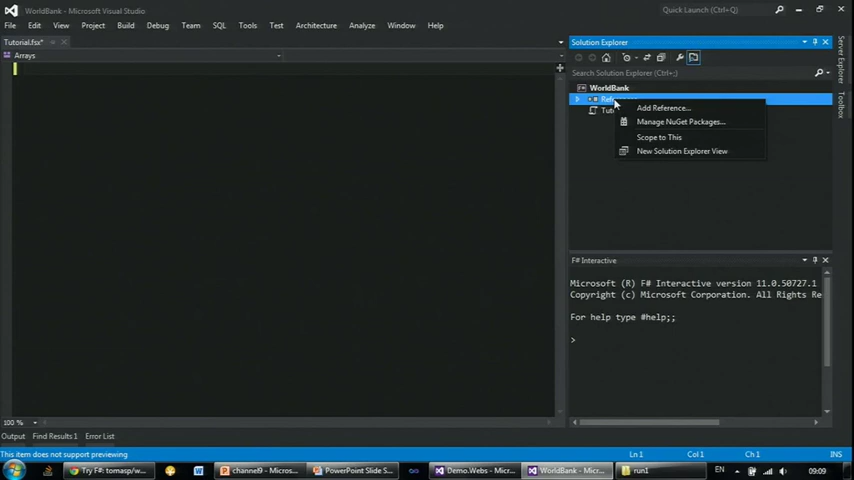 WorldBank - Microsoft Visual Studio
Quick Launch (Ctrl+Q)
File Edit View Project Build Debug Team SQL Tools Test Architecture Analyze Window Help
Tutorial.fsx*
Arrays
Solution Explorer
Search Solution Explorer (Ctrl+;)
WorldBank
Add Reference...
Manage NuGet Packages...
Scope to This
New Solution Explorer View
Server Explorer
Toolbox
F# Interactive
Microsoft (R) F# Interactive version 11.0.50727.1
Copyright (c) Microsoft Corporation. All Rights Re
For help type #help;;
>
100 %
Output Find Results 1 Error List
This item does not support previewing
Ln 1 Col 1 Ch 1 INS
Try F#: tomasp/w...
channel9 - Microsof...
PowerPoint Slide S...
Demo.Webs - Micr...
WorldBank - Micr...
run1
EN
09:09